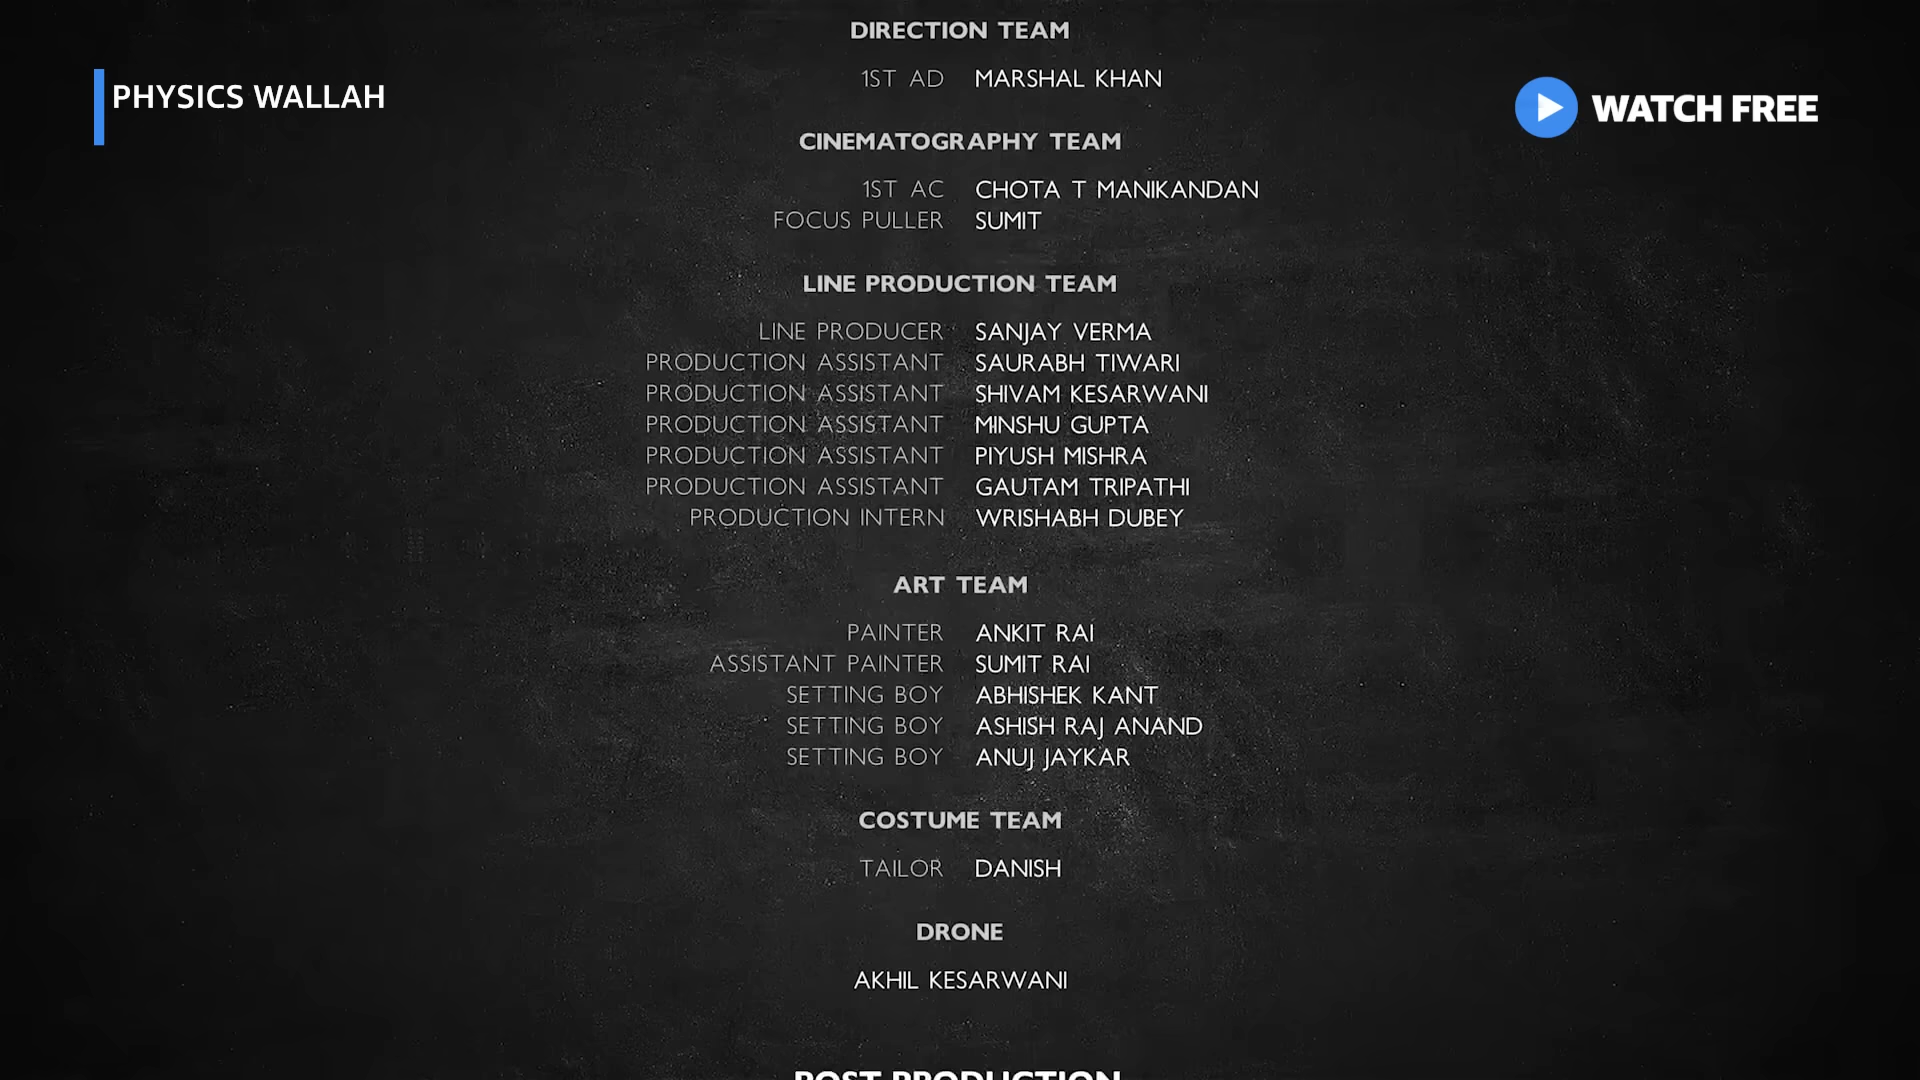 DIRECTION TEAM
1ST AD MARSHAL KHAN
PHYSICS WALLAH
WATCH FREE
CINEMATOGRAPHY TEAM
1ST AC CHOTA T MANIKANDAN
FOCUS PULLER SUMIT
LINE PRODUCTION TEAM
LINE PRODUCER SANJAY VERMA
PRODUCTION ASSISTANT SAURABH TIWARI
PRODUCTION ASSISTANT SHIVAM KESARWANI
PRODUCTION ASSISTANT MINSHU GUPTA
PRODUCTION ASSISTANT PIYUSH MISHRA
PRODUCTION ASSISTANT GAUTAM TRIPATHI
PRODUCTION INTERN WRISHABH DUBEY
ART TEAM
PAINTER ANKIT RAI
ASSISTANT PAINTER SUMIT RAI
SETTING BOY ABHISHEK KANT
SETTING BOY ASHISH RAJ ANAND
SETTING BOY ANUJ JAYKAR
COSTUME TEAM
TAILOR DANISH
DRONE
AKHIL KESARWANI
POST PRODUCTION